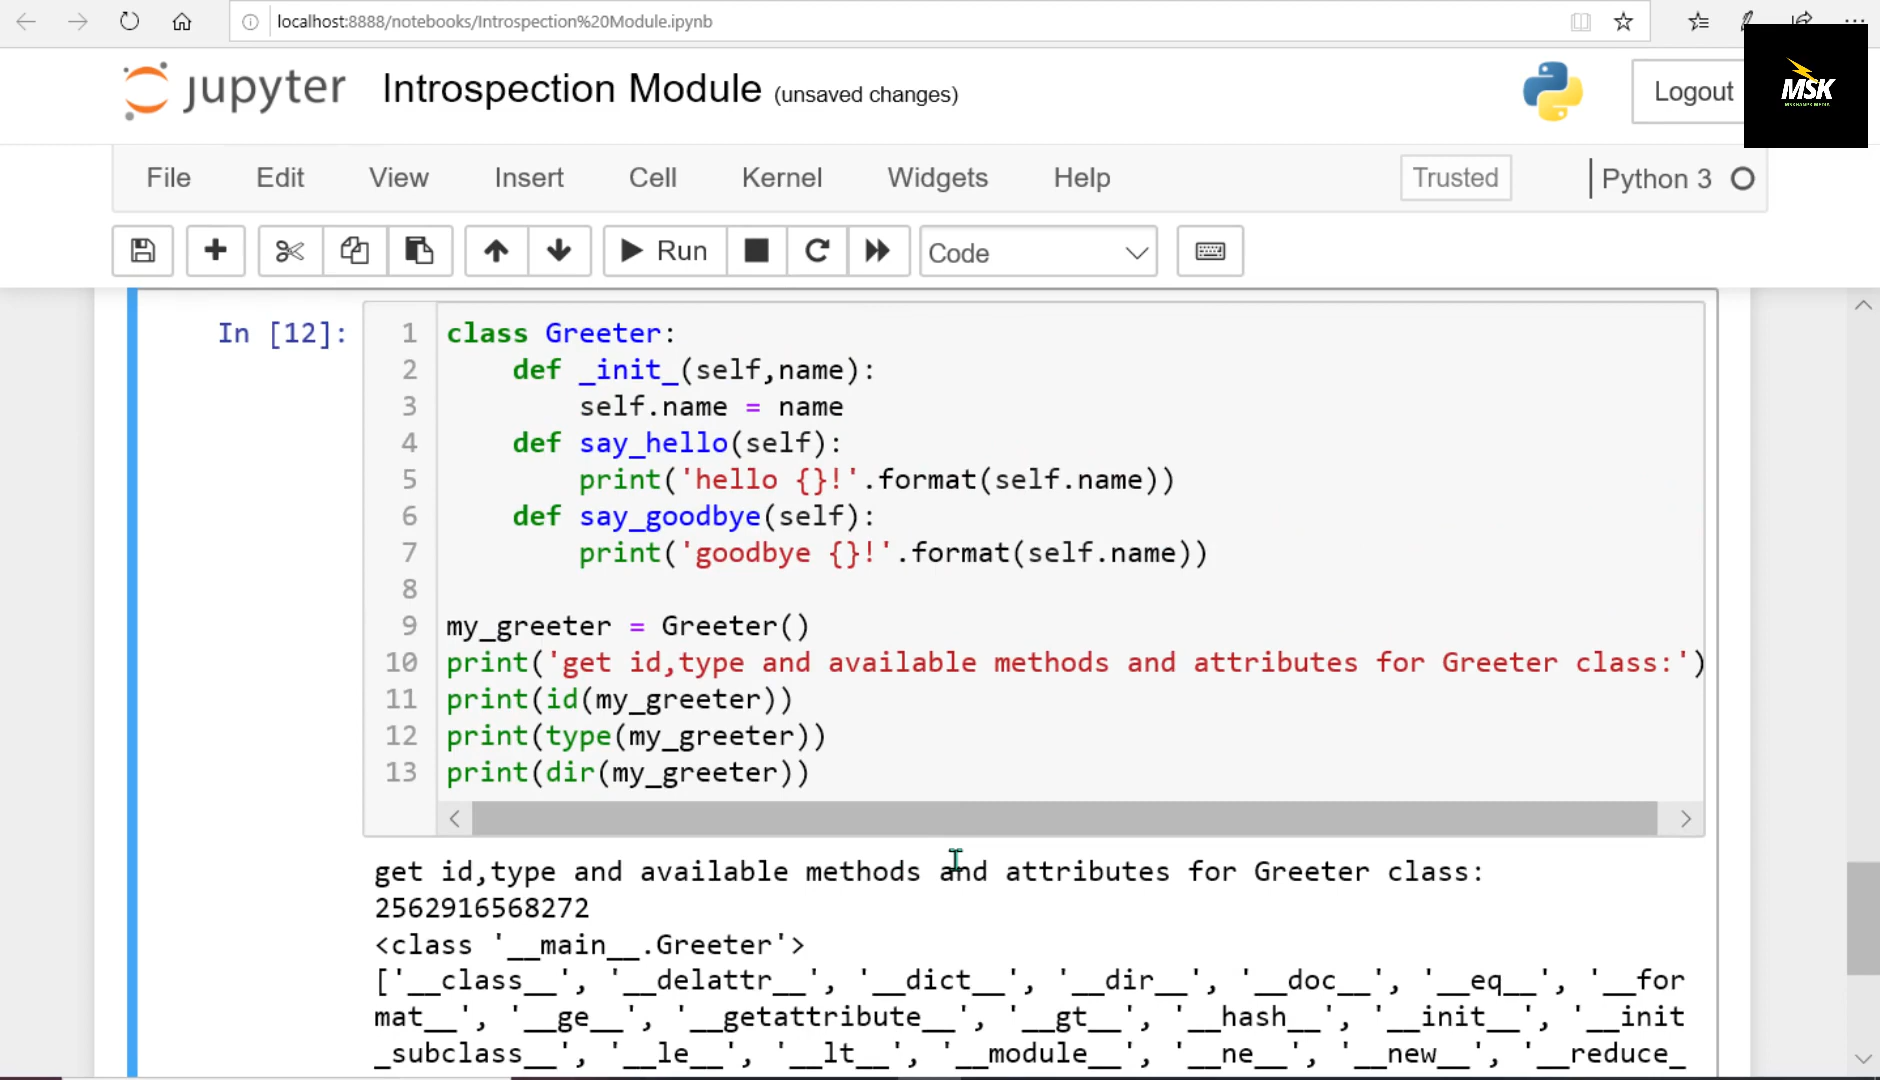 localhost:8888/notebooks/Introspection%20Module.ipynb
jupyter Introspection Module (unsaved changes)
Logout
MSK
File Edit View Insert Cell Kernel Widgets Help Trusted Python 3
Run Code
In [12]:
1 class Greeter:
2     def _init_(self,name):
3         self.name = name
4     def say_hello(self):
5         print('hello {}!'.format(self.name))
6     def say_goodbye(self):
7         print('goodbye {}!'.format(self.name))
8
9 my_greeter = Greeter()
10 print('get id,type and available methods and attributes for Greeter class:')
11 print(id(my_greeter))
12 print(type(my_greeter))
13 print(dir(my_greeter))
get id,type and available methods and attributes for Greeter class:
2562916568272
<class '__main__.Greeter'>
['__class__', '__delattr__', '__dict__', '__dir__', '__doc__', '__eq__', '__for
mat__', '__ge__', '__getattribute__', '__gt__', '__hash__', '__init__', '__init
_subclass__', '__le__', '__lt__', '__module__', '__ne__', '__new__', '__reduce_